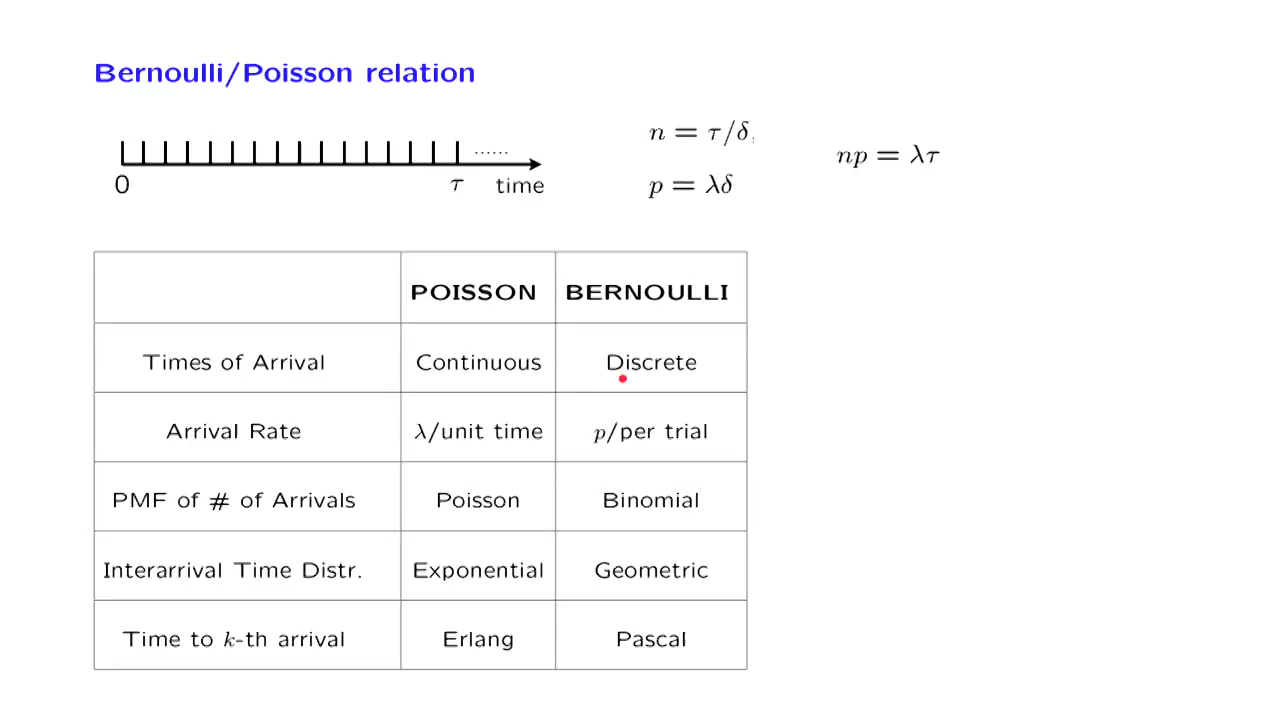 Bernoulli/Poisson relation
n = τ/δ,
np = λτ
p = λδ
......
0 τ time
POISSON BERNOULLI
Times of Arrival Continuous Discrete
Arrival Rate λ/unit time p/per trial
PMF of # of Arrivals Poisson Binomial
Interarrival Time Distr. Exponential Geometric
Time to k-th arrival Erlang Pascal